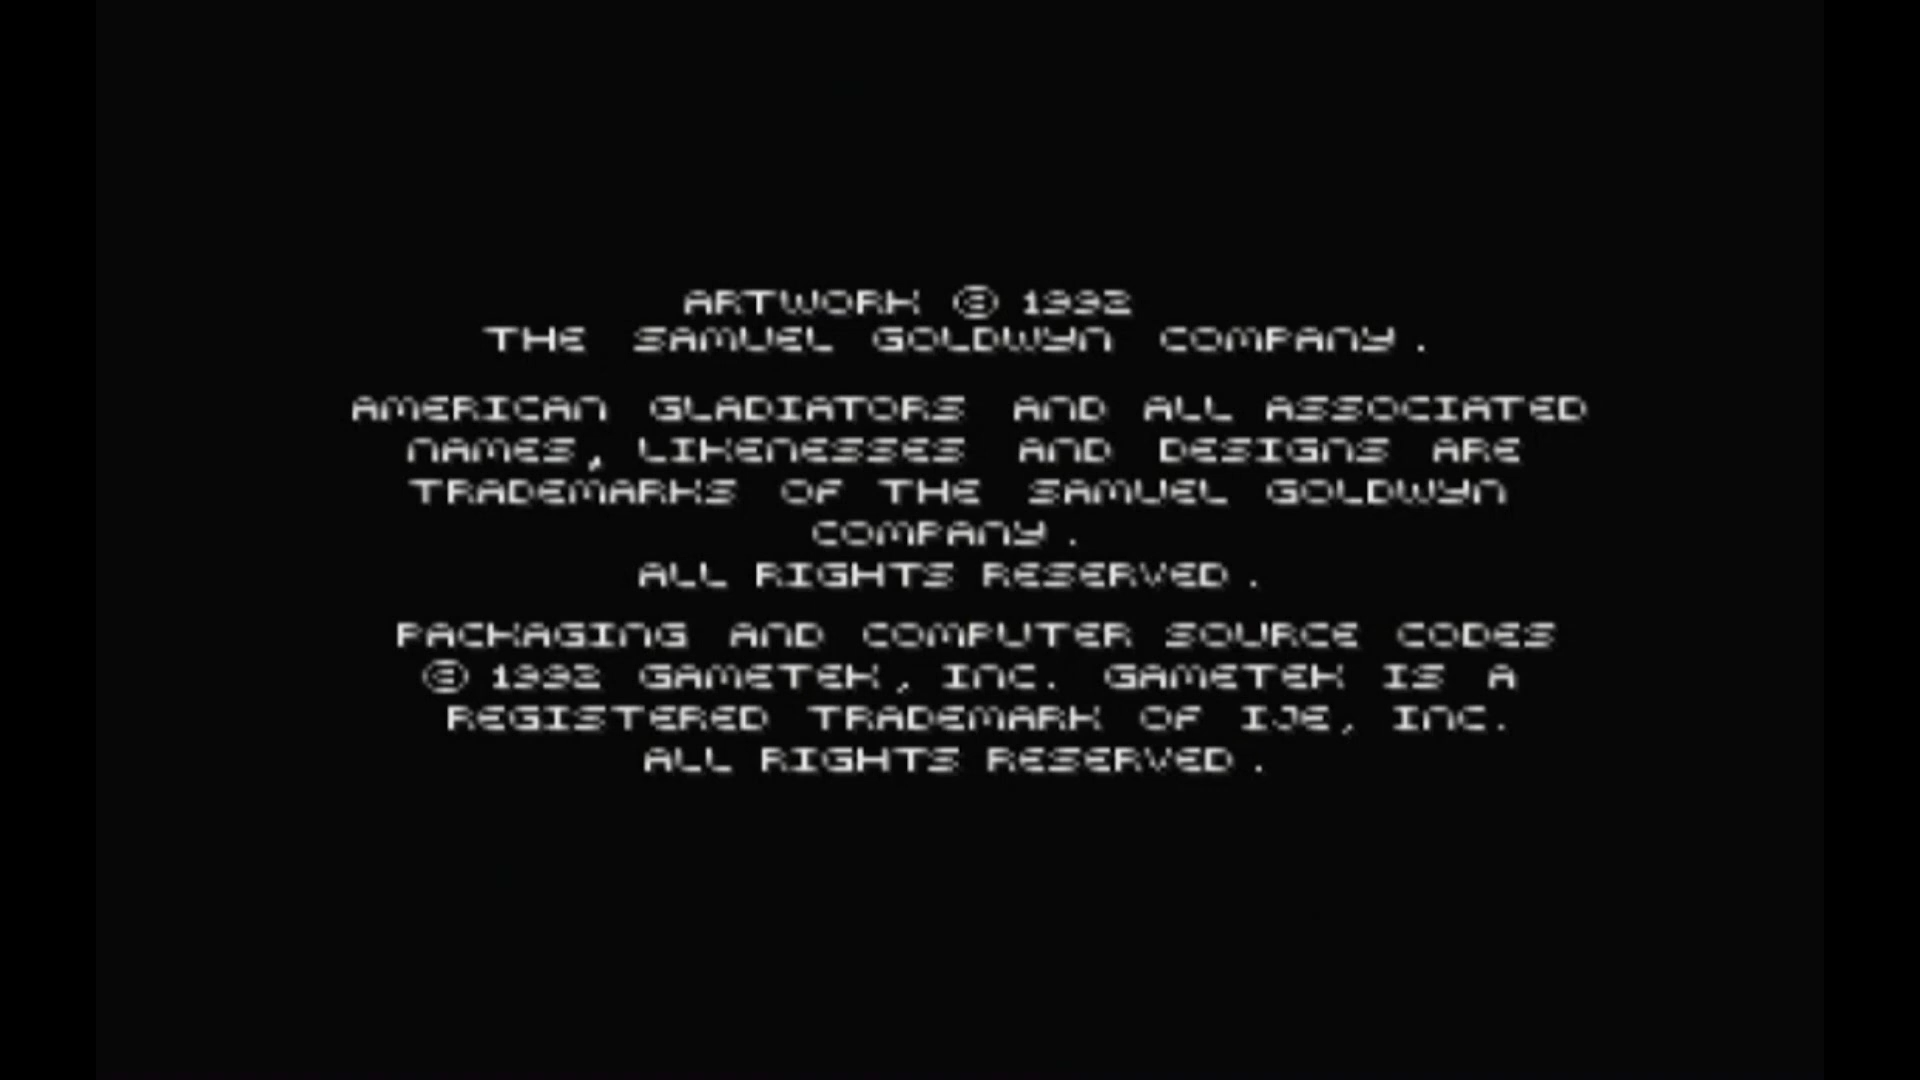 ARTWORK © 1992
THE SAMUEL GOLDWYN COMPANY.
AMERICAN GLADIATORS AND ALL ASSOCIATED
NAMES, LIKENESSES AND DESIGNS ARE
TRADEMARKS OF THE SAMUEL GOLDWYN
COMPANY.
ALL RIGHTS RESERVED.
PACKAGING AND COMPUTER SOURCE CODES
© 1992 GAMETEK, INC. GAMETEK IS A
REGISTERED TRADEMARK OF IJE, INC.
ALL RIGHTS RESERVED.